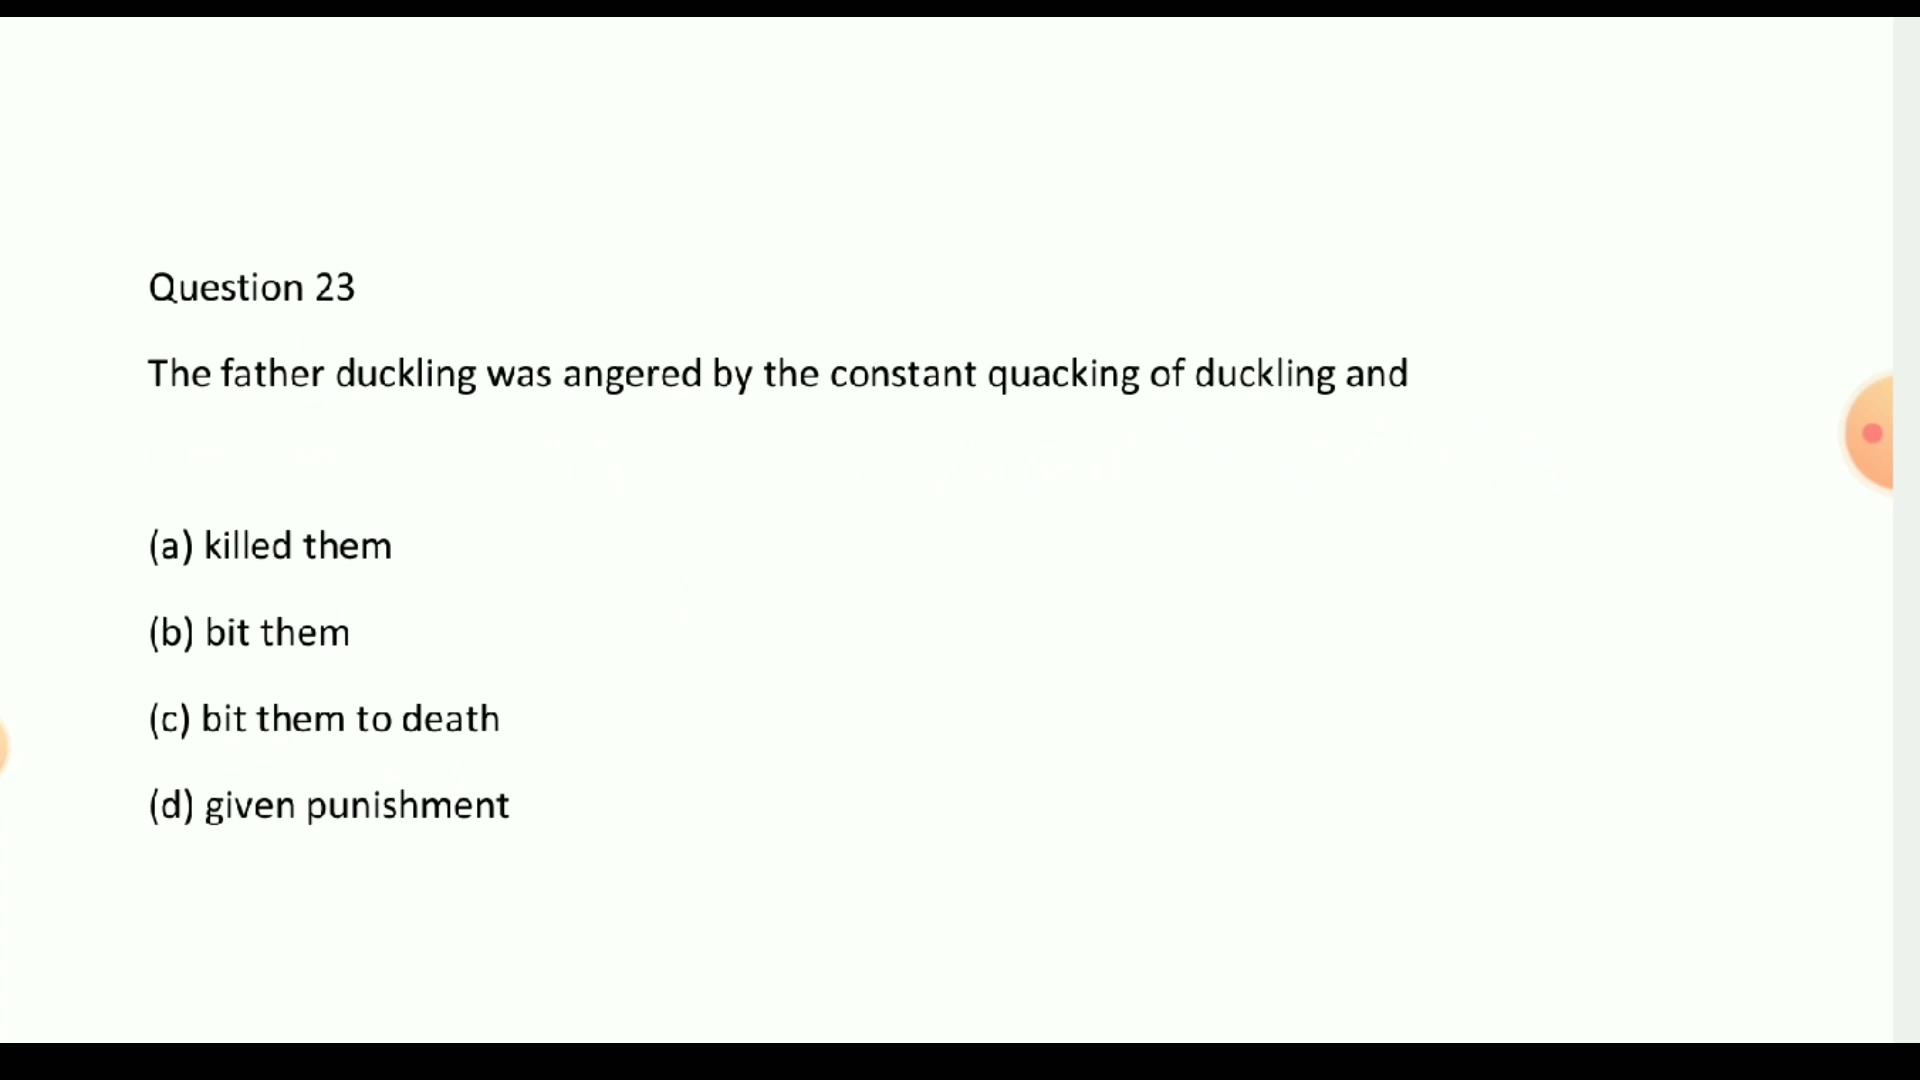 Question 23
The father duckling was angered by the constant quacking of duckling and
(a) killed them
(b) bit them
(c) bit them to death
(d) given punishment